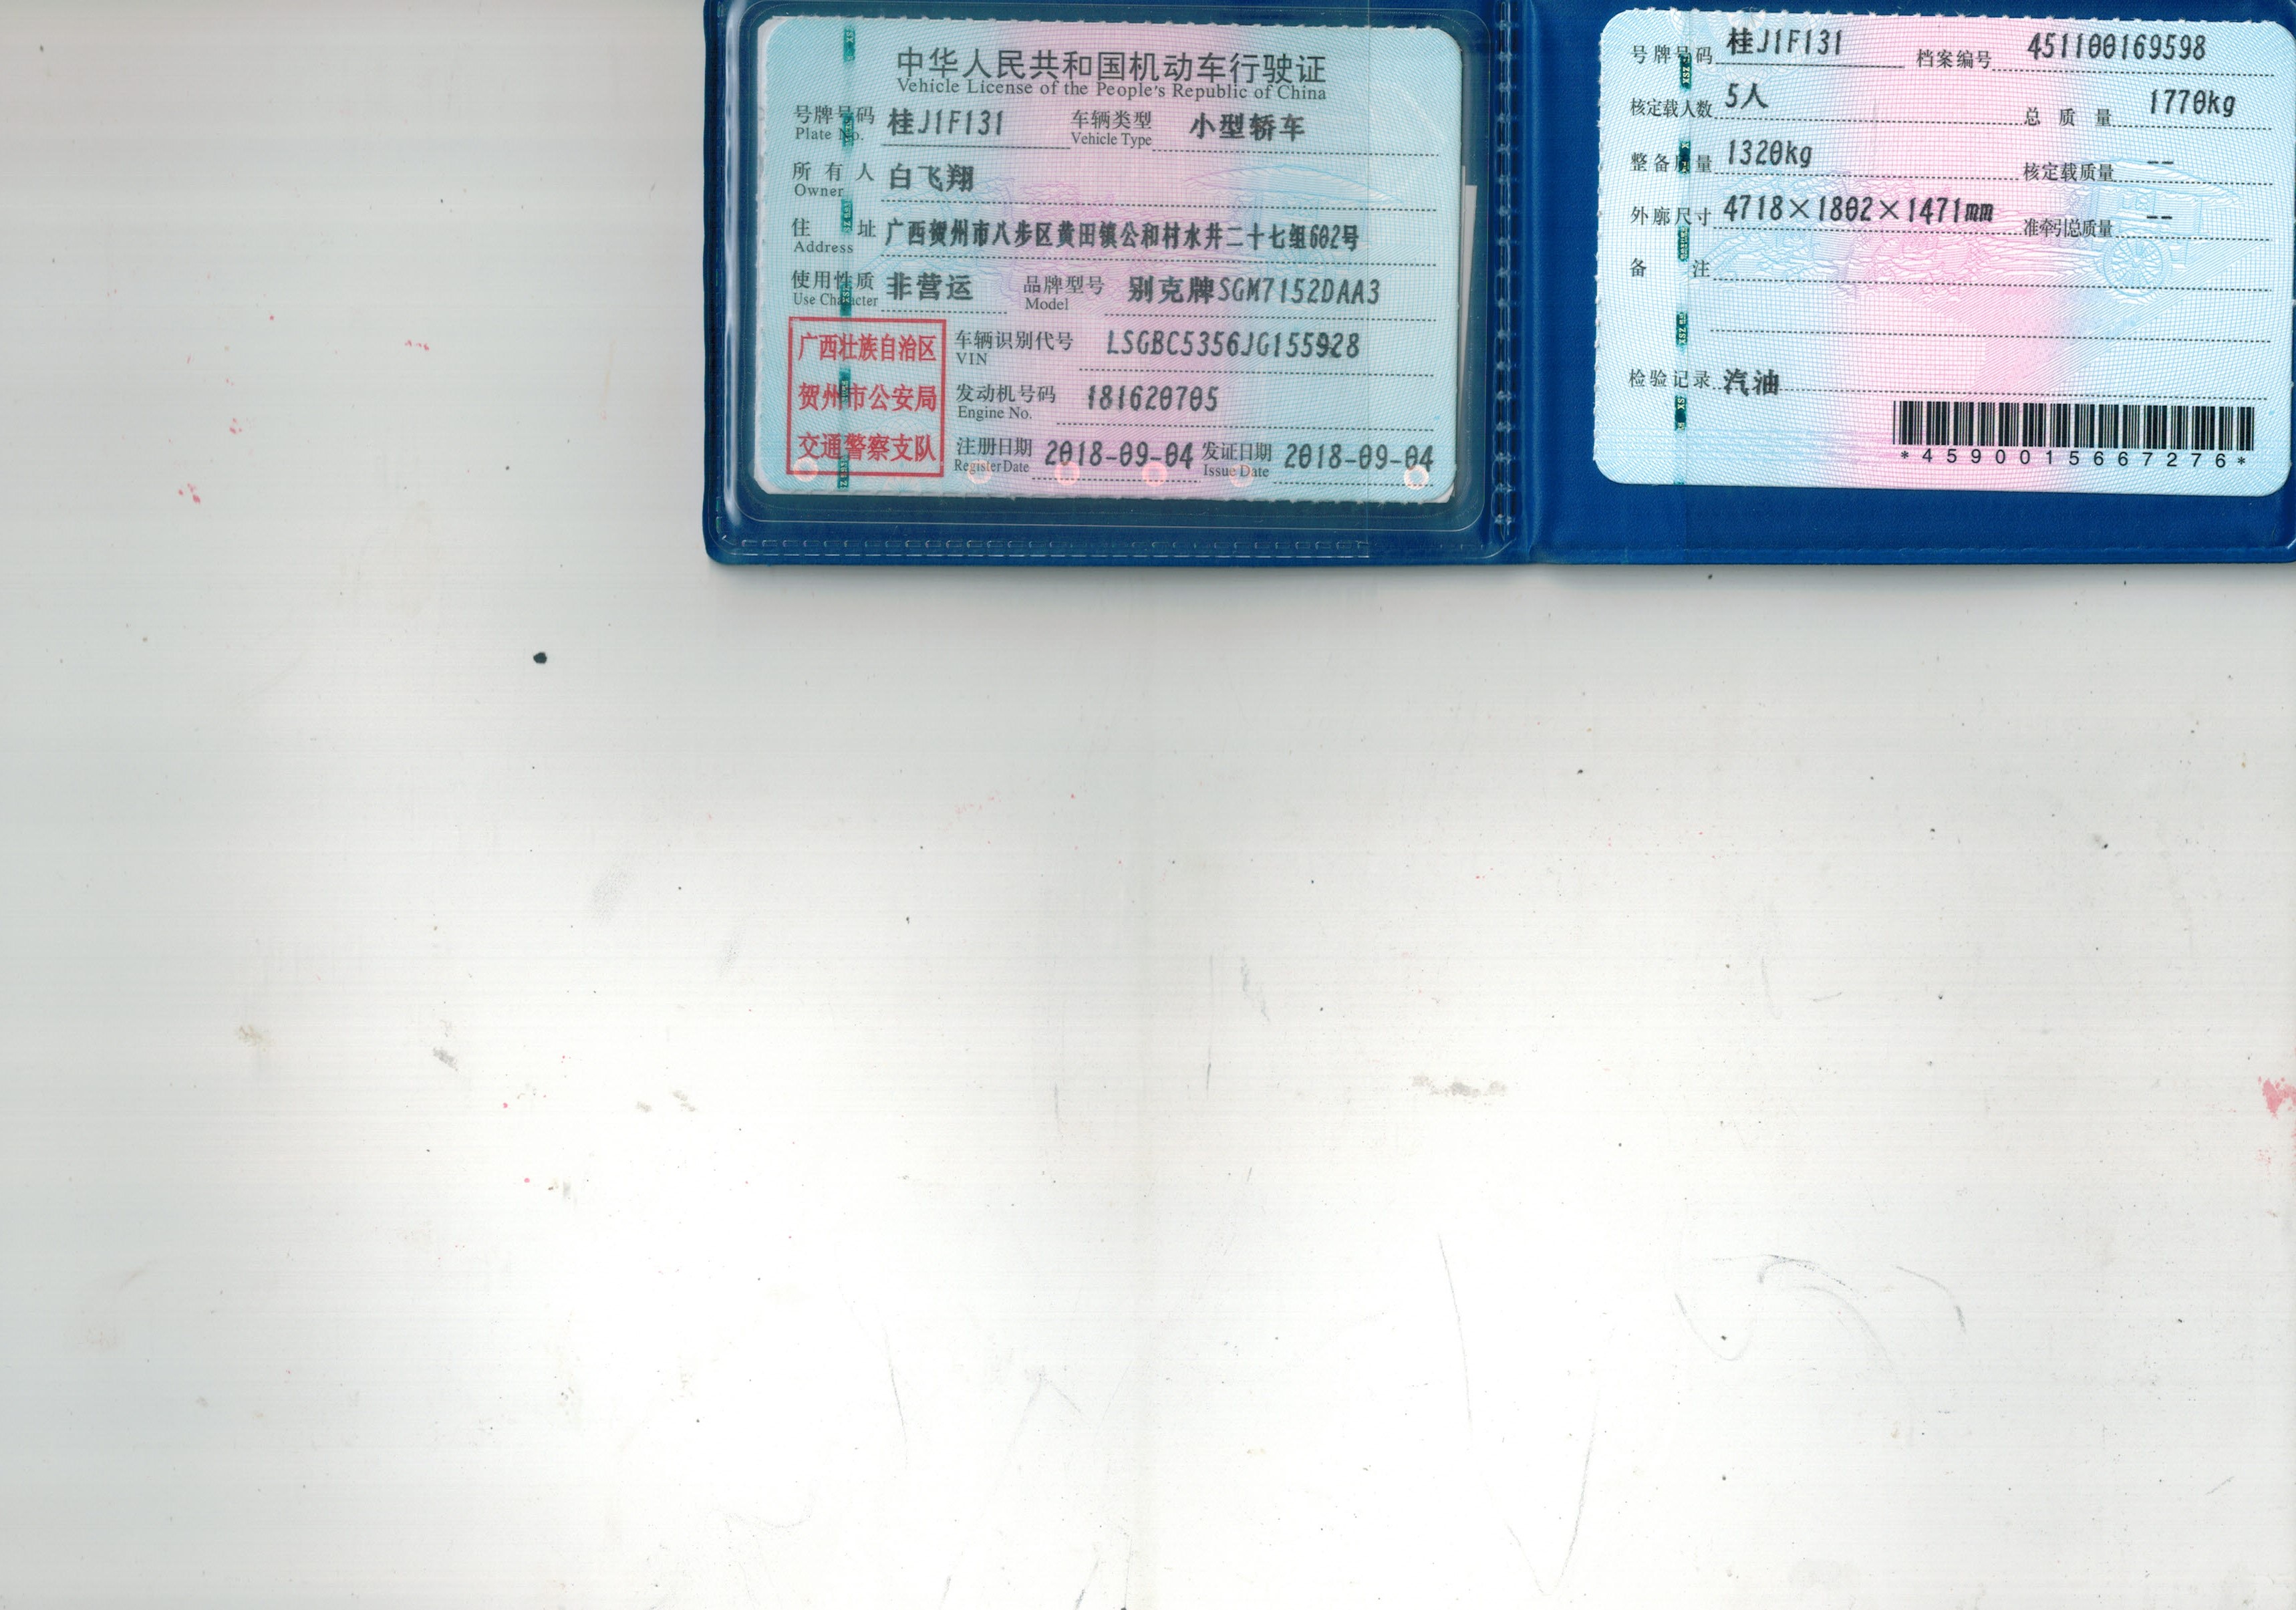 中华人民共和国机动车行驶证
Vehicle License of the People's Republic of China
号牌号码 桂J1F131 车辆类型 小型轿车
Plate No. Vehicle Type
所有人 白飞翔
Owner
住址 广西贺州市八步区黄田镇公和村水井二十七组602号
Address
使用性质 非营运 品牌型号 别克牌SGM7152DAA3
Use Character Model
广西壮族自治区
贺州市公安局
交通警察支队
车辆识别代号 LSGBC5356JG155928
VIN
发动机号码 181620705
Engine No.
注册日期 2018-09-04 发证日期 2018-09-04
Register Date Issue Date
号牌号码 桂J1F131 档案编号 451100169598
核定载人数 5人 总质量 1770kg
整备质量 1320kg 核定载质量 --
外廓尺寸 4718×1802×1471mm 准牵引总质量 --
备注
检验记录 汽油
*4590015667276*